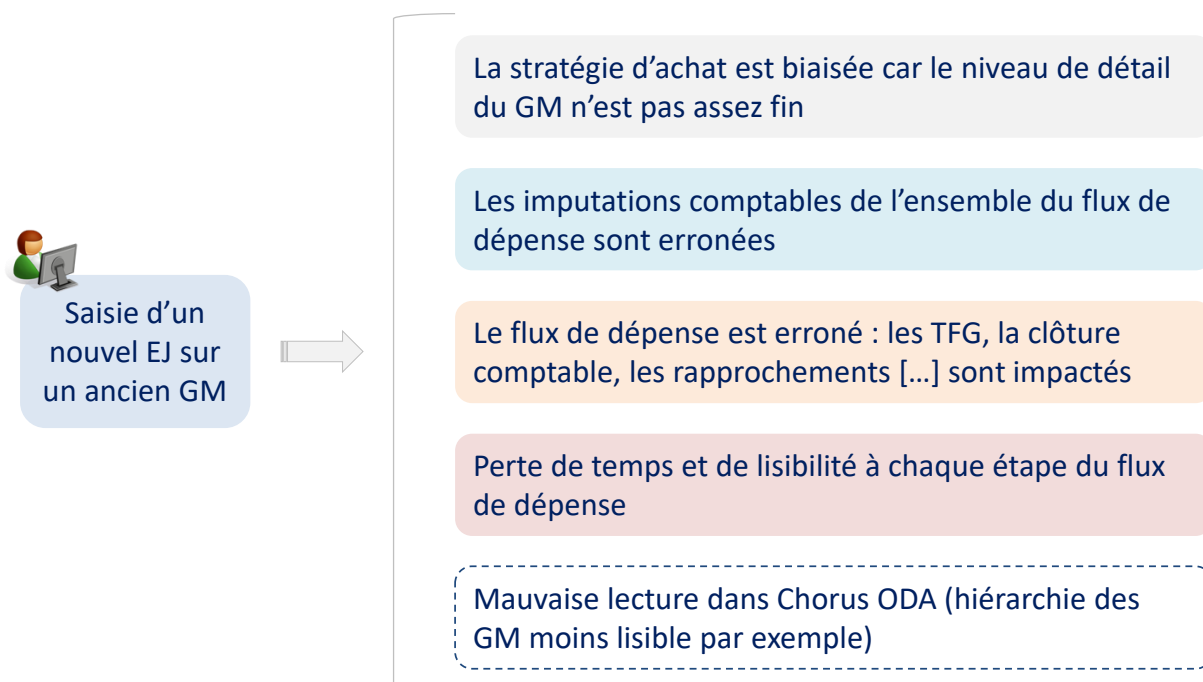 Saisie d’un
nouvel EJ sur
un ancien GM
La stratégie d’achat est biaisée car le niveau de détail
du GM n’est pas assez fin
Les imputations comptables de l’ensemble du flux de
dépense sont erronées
Le flux de dépense est erroné : les TFG, la clôture
comptable, les rapprochements […] sont impactés
Perte de temps et de lisibilité à chaque étape du flux
de dépense
Mauvaise lecture dans Chorus ODA (hiérarchie des
GM moins lisible par exemple)